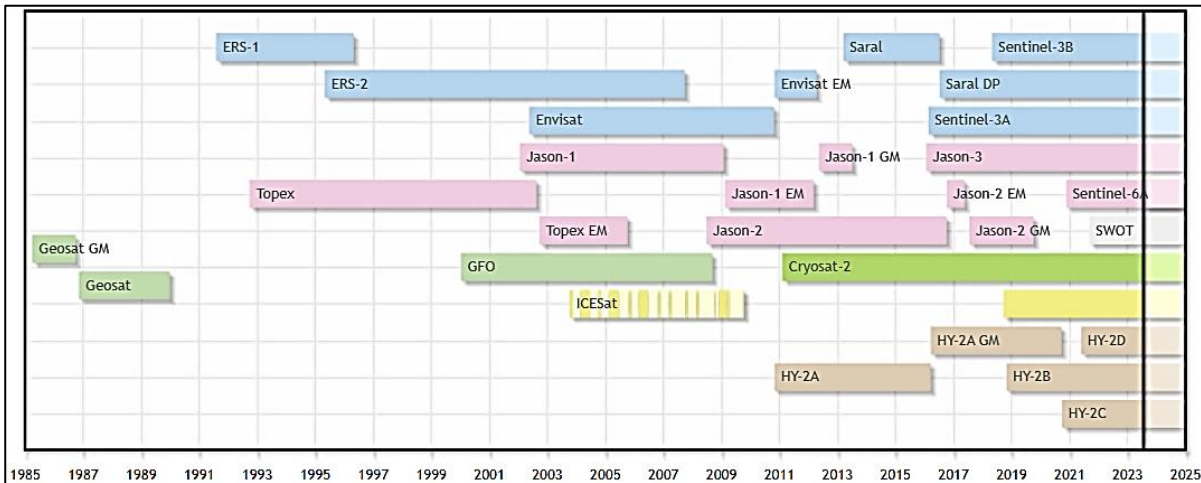 ERS-1 Saral Sentinel-3B
ERS-2 Envisat EM Saral DP
Envisat Sentinel-3A
Jason-1 Jason-1 GM Jason-3
Topex Jason-1 EM Jason-2 EM Sentinel-6A
Topex EM Jason-2 Jason-2 GM SWOT
Geosat GM
GFO Cryosat-2
Geosat
ICESat
HY-2A GM HY-2D
HY-2A HY-2B
HY-2C
1985 1987 1989 1991 1993 1995 1997 1999 2001 2003 2005 2007 2009 2011 2013 2015 2017 2019 2021 2023 2025